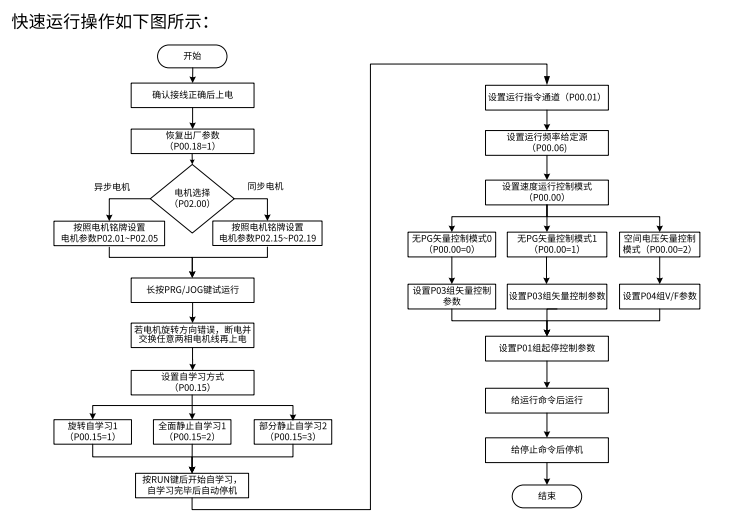 快速运行操作如下图所示：
开始
确认接线正确后上电
恢复出厂参数
（P00.18=1）
异步电机
电机选择
（P02.00）
同步电机
按照电机铭牌设置
电机参数P02.01~P02.05
按照电机铭牌设置
电机参数P02.15~P02.19
长按PRG/JOG键试运行
若电机旋转方向错误，断电并
交换任意两相电机线再上电
设置自学习方式
（P00.15）
旋转自学习1
（P00.15=1）
全面静止自学习1
（P00.15=2）
部分静止自学习2
（P00.15=3）
按RUN键后开始自学习，
自学习完毕后自动停机
设置运行指令通道（P00.01）
设置运行频率给定源
（P00.06）
设置速度运行控制模式
（P00.00）
无PG矢量控制模式0
（P00.00=0）
无PG矢量控制模式1
（P00.00=1）
空间电压矢量控制
模式（P00.00=2）
设置P03组矢量控制
参数
设置P03组矢量控制参数
设置P04组V/F参数
设置P01组起停控制参数
给运行命令后运行
给停止命令后停机
结束